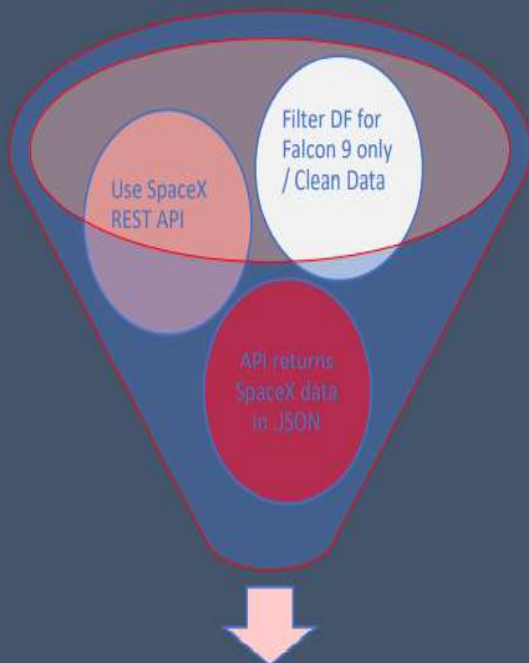 Filter DF for
Falcon 9 only
/ Clean Data
Use SpaceX
REST API
API returns
SpaceX data
in .JSON